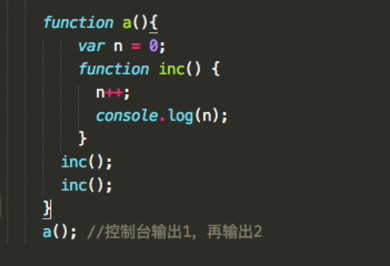 function a(){
var n = 0;
function inc() {
n++;
console.log(n);
}
inc();
inc();
}
a(); //控制台输出1，再输出2